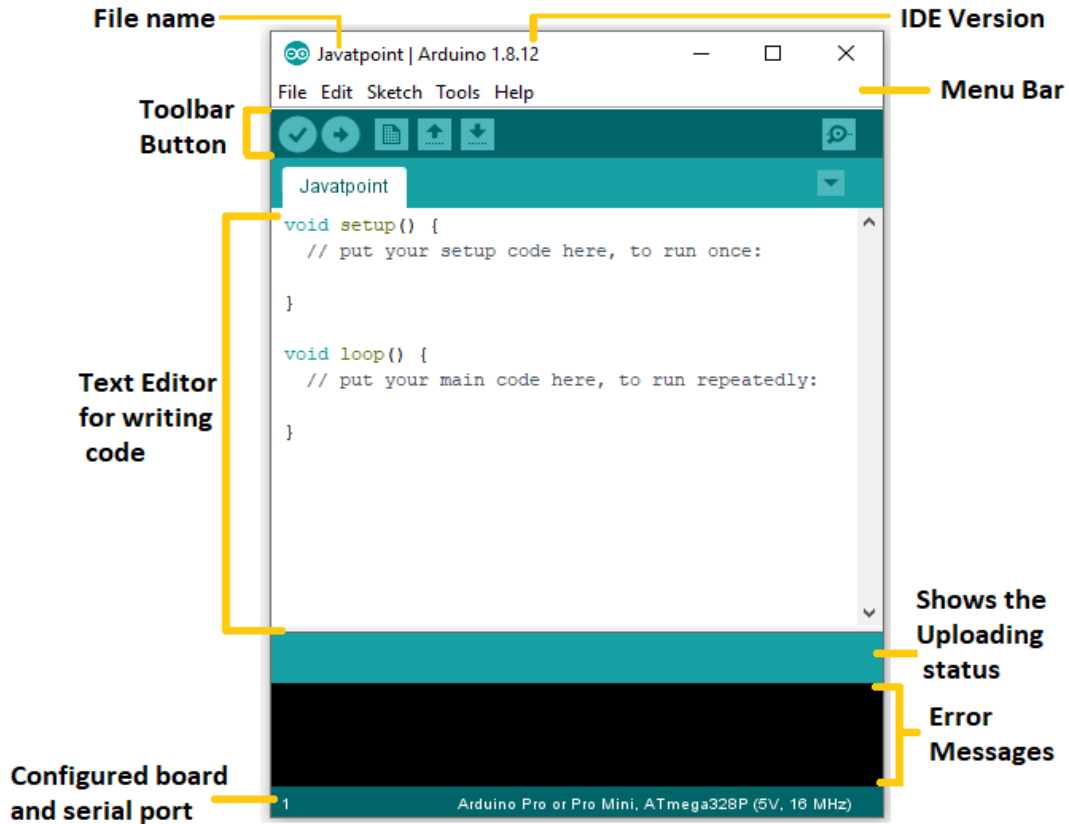 File name
IDE Version
Javatpoint | Arduino 1.8.12
File Edit Sketch Tools Help
Menu Bar
Toolbar
Button
Javatpoint
void setup() {
// put your setup code here, to run once:
}
void loop() {
// put your main code here, to run repeatedly:
}
Text Editor
for writing
code
Shows the
Uploading
status
Error
Messages
Configured board
and serial port
1
Arduino Pro or Pro Mini, ATmega328P (5V, 16 MHz)